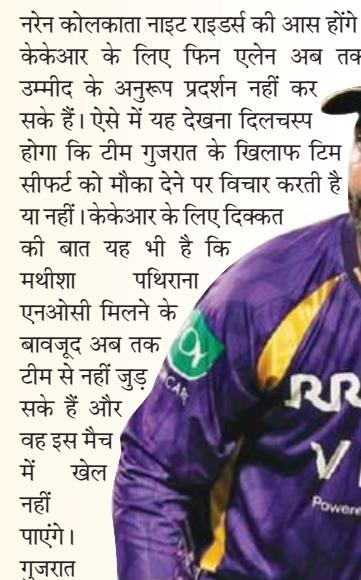 नरेन कोलकाता नाइट राइडर्स की आस होंगे
केकेआर के लिए फिन एलेन अब तक
उम्मीद के अनुरूप प्रदर्शन नहीं कर
सके हैं। ऐसे में यह देखना दिलचस्प
होगा कि टीम गुजरात के खिलाफ टिम
सीफर्ट को मौका देने पर विचार करती है
या नहीं। केकेआर के लिए दिक्कत
की बात यह भी है कि
मथीशा पथिराना
एनओसी मिलने के
बावजूद अब तक
टीम से नहीं जुड़
सके हैं और
वह इस मैच
में खेल
नहीं
पाएंगे।
गुजरात
RR
V
Powere